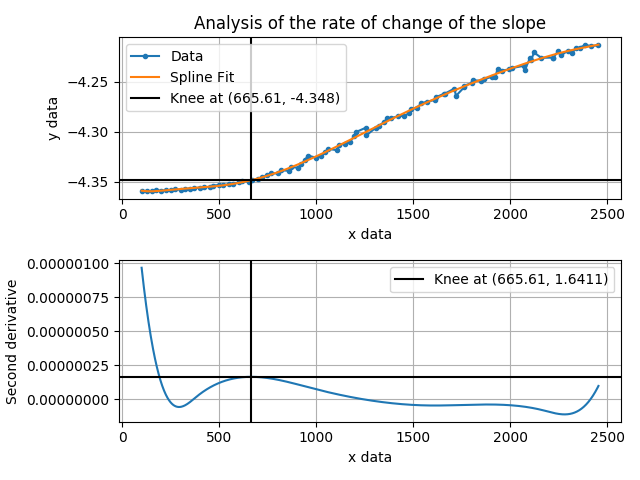 Analysis of the rate of change of the slope
Data
Spline Fit
Knee at (665.61, -4.348)
y data
−4.25
−4.30
−4.35
0 500 1000 1500 2000 2500
x data
Knee at (665.61, 1.6411)
Second derivative
0.00000100
0.00000075
0.00000050
0.00000025
0.00000000
0 500 1000 1500 2000 2500
x data